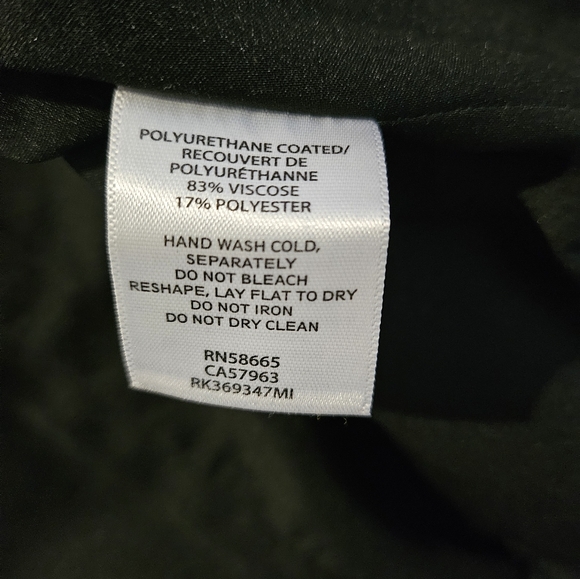 POLYURETHANE COATED/
RECOUVERT DE
POLYURÉTHANNE
83% VISCOSE
17% POLYESTER
HAND WASH COLD,
SEPARATELY
DO NOT BLEACH
RESHAPE, LAY FLAT TO DRY
DO NOT IRON
DO NOT DRY CLEAN
RN58665
CA57963
RK369347MI